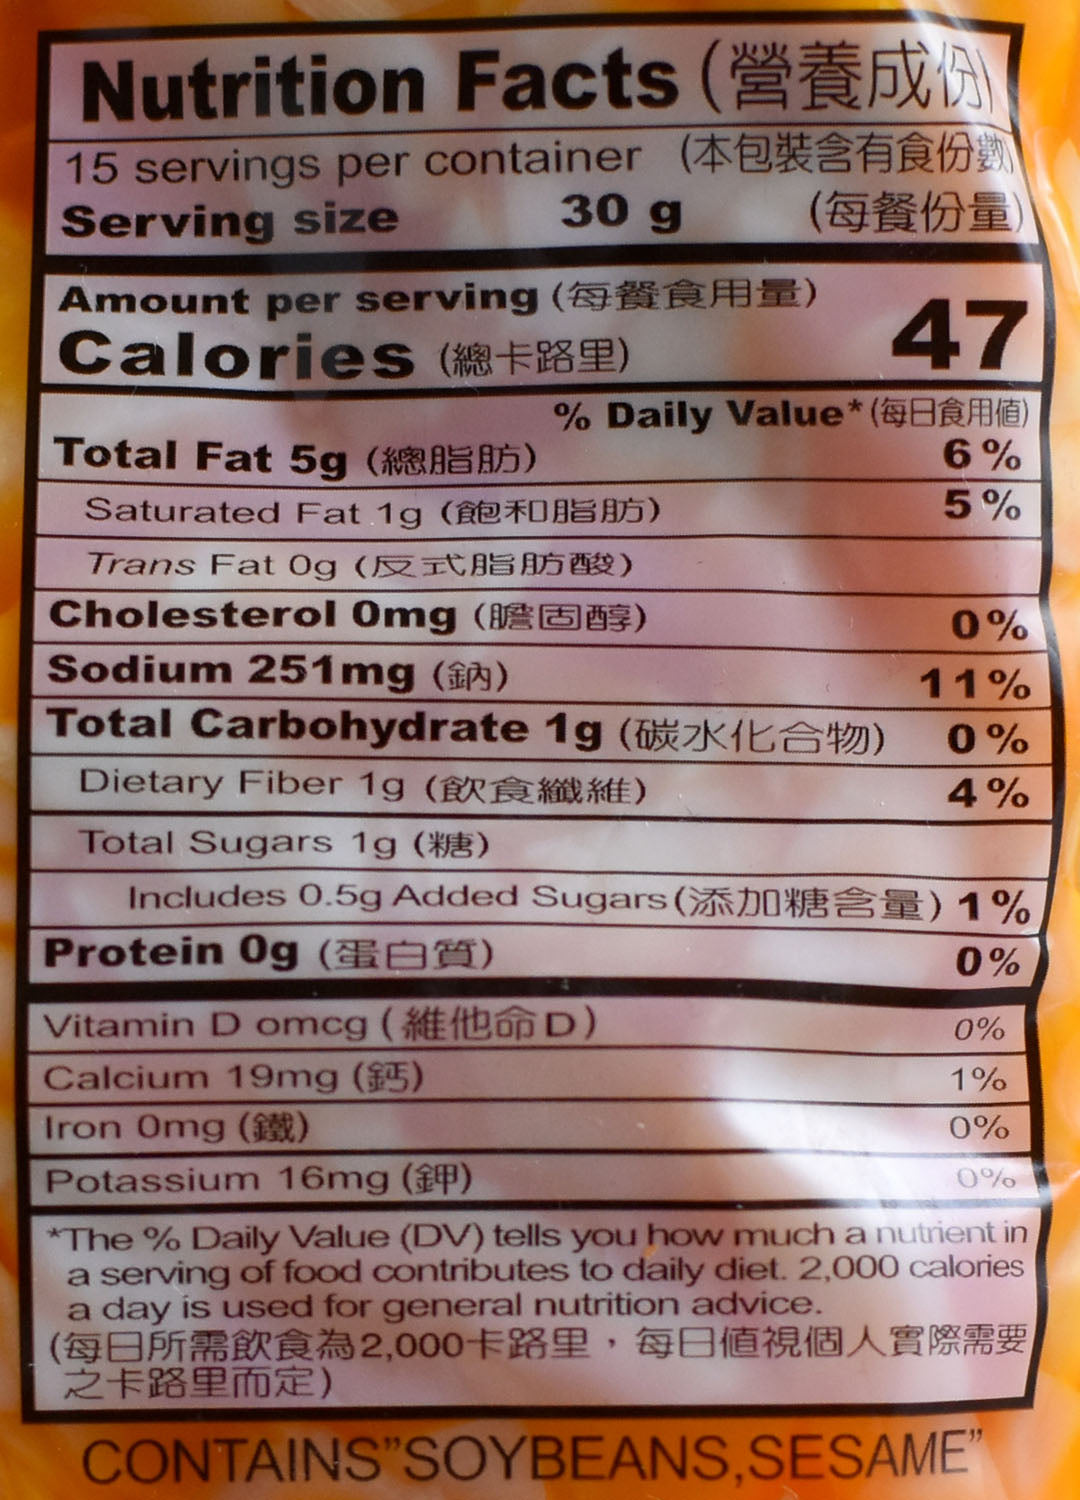 Nutrition Facts (營養成份)
15 servings per container (本包裝含有食份數)
Serving size 30 g (每餐份量)
Amount per serving (每餐食用量)
Calories (總卡路里) 47
% Daily Value* (每日食用值)
Total Fat 5g (總脂肪) 6%
Saturated Fat 1g (飽和脂肪) 5%
Trans Fat 0g (反式脂肪酸)
Cholesterol 0mg (膽固醇) 0%
Sodium 251mg (鈉) 11%
Total Carbohydrate 1g (碳水化合物) 0%
Dietary Fiber 1g (飲食纖維) 4%
Total Sugars 1g (糖)
Includes 0.5g Added Sugars (添加糖含量) 1%
Protein 0g (蛋白質) 0%
Vitamin D omcg (維他命D) 0%
Calcium 19mg (鈣) 1%
Iron 0mg (鐵) 0%
Potassium 16mg (鉀) 0%
*The % Daily Value (DV) tells you how much a nutrient in
a serving of food contributes to daily diet. 2,000 calories
a day is used for general nutrition advice.
(每日所需飲食為2,000卡路里，每日值視個人實際需要
之卡路里而定)
CONTAINS"SOYBEANS,SESAME"